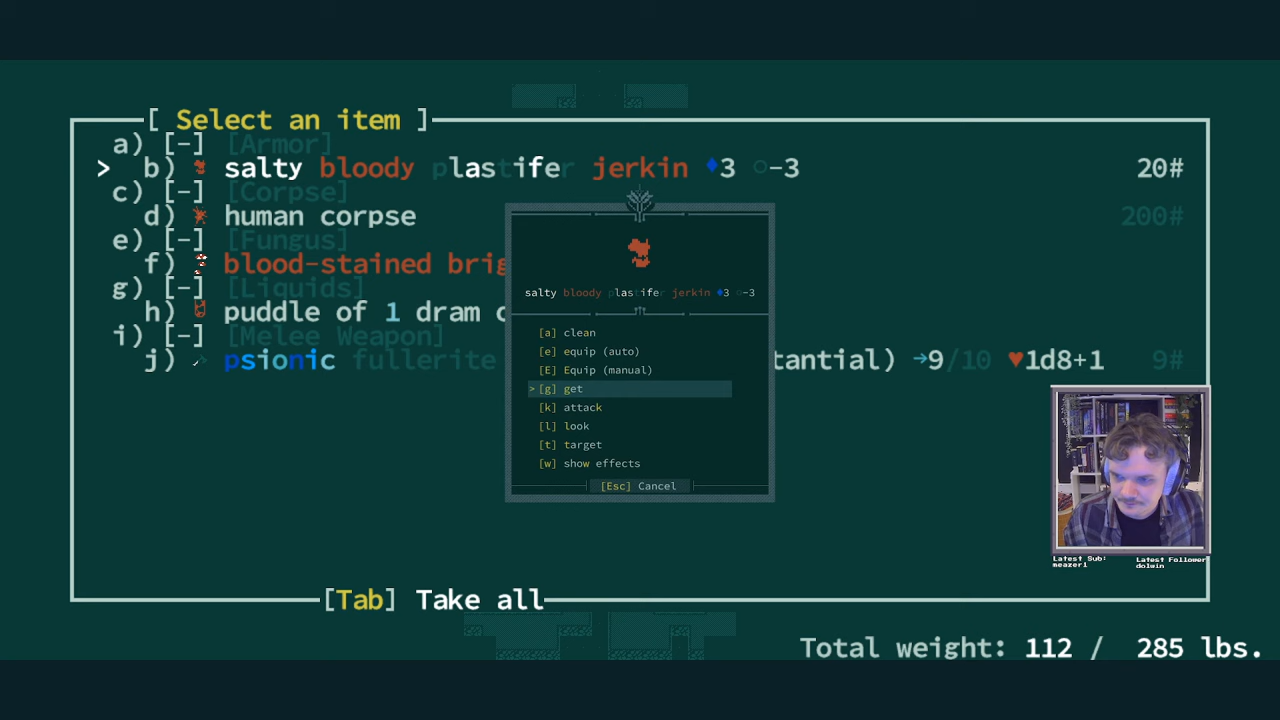 [ Select an item ]
a) [-] [Armor]
> b) salty bloody plastifer jerkin ♦3 ○-3 20#
c) [-] [Corpse]
d) human corpse 200#
e) [-] [Fungus]
f) blood-stained brig
g) [-] [Liquids]
h) puddle of 1 dram
i) [-] [Melee Weapon]
j) psionic fullerite tantial) →9/10 ♥1d8+1 9#
salty bloody plastifer jerkin ♦3 ○-3
[a] clean
[e] equip (auto)
[E] Equip (manual)
> [g] get
[k] attack
[l] look
[t] target
[w] show effects
[Esc] Cancel
Latest Sub: Latest Follower
meazeri dolwin
[Tab] Take all
Total weight: 112 / 285 lbs.